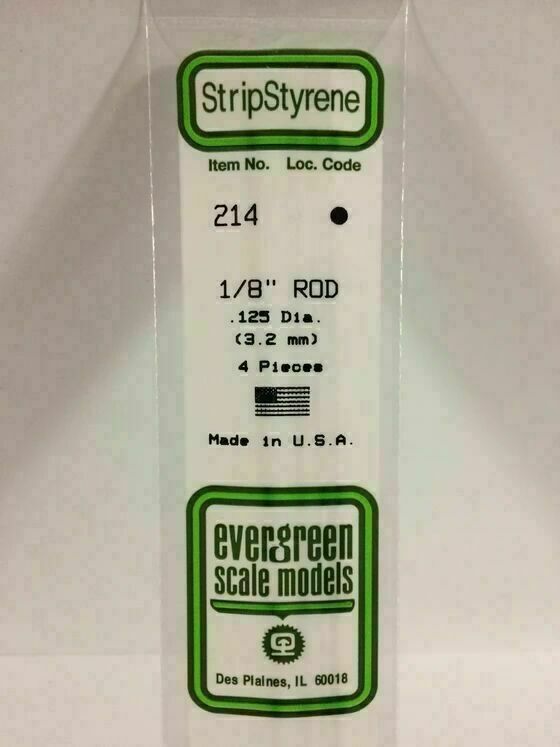 StripStyrene
Item No. Loc. Code
214 ●
1/8" ROD
.125 Dia.
(3.2 mm)
4 Pieces
Made in U.S.A.
evergreen
scale models
Des Plaines, IL 60018